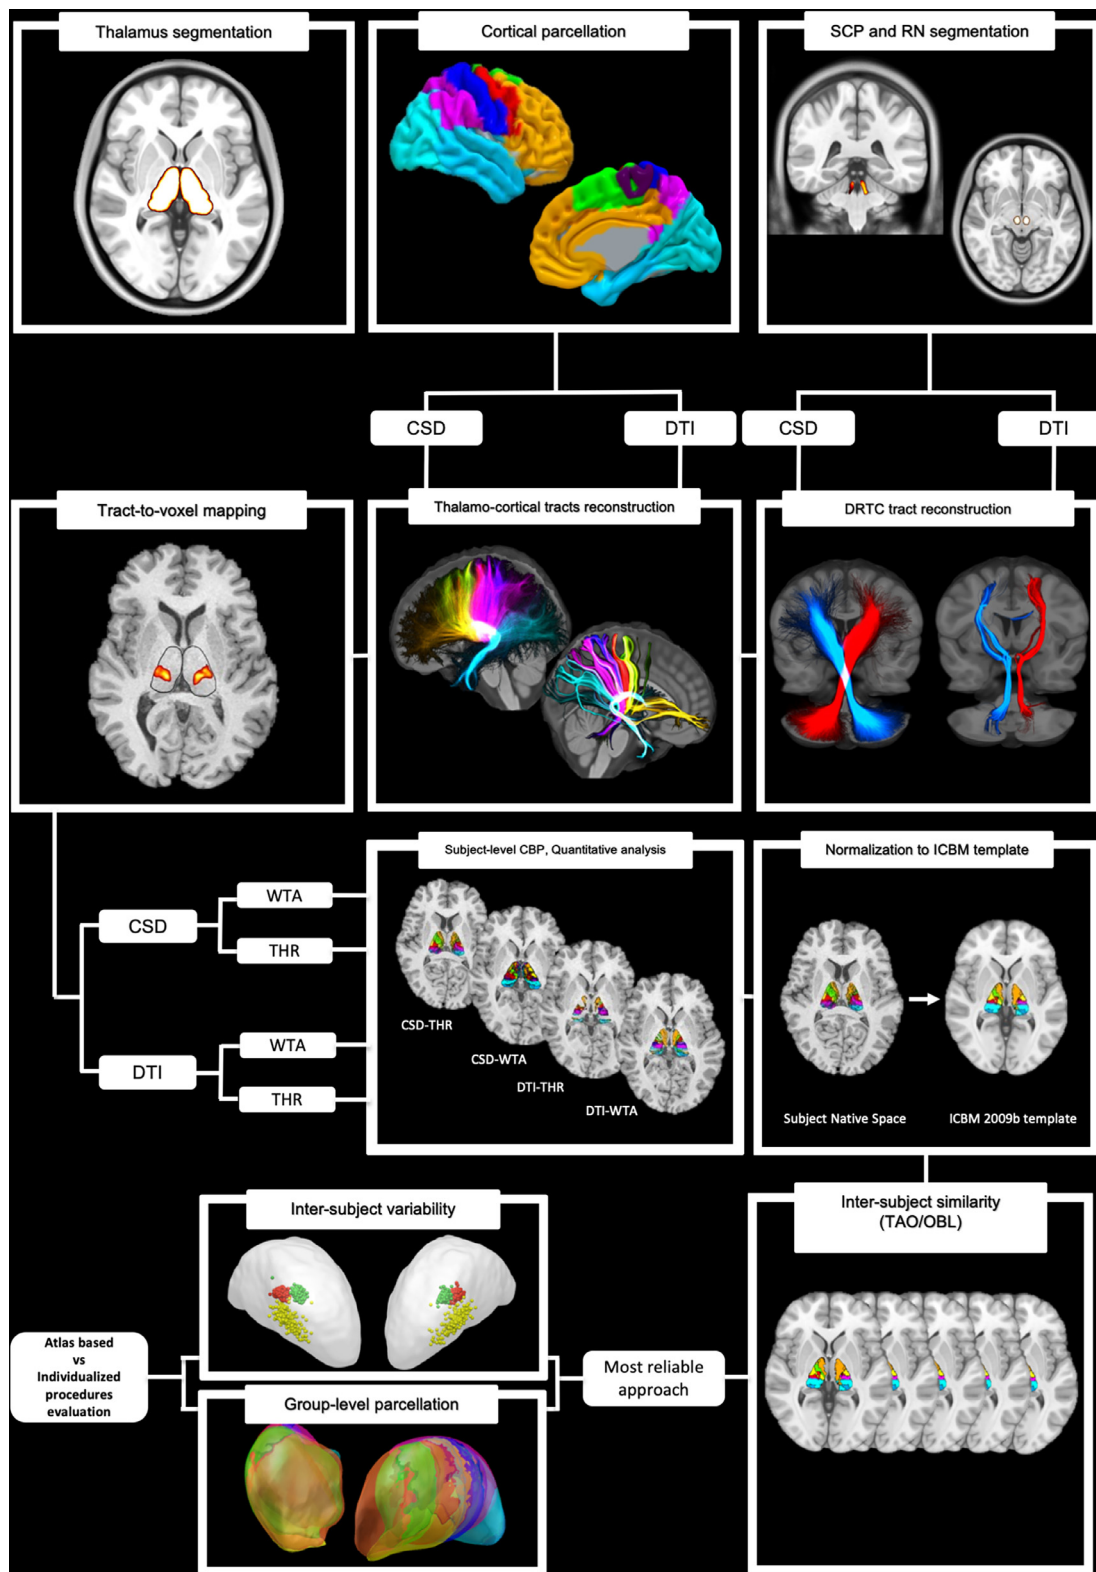 Thalamus segmentation
Cortical parcellation
SCP and RN segmentation
CSD
DTI
CSD
DTI
Tract-to-voxel mapping
Thalamo-cortical tracts reconstruction
DRTC tract reconstruction
CSD
WTA
THR
DTI
WTA
THR
Subject-level CBP, Quantitative analysis
CSD-THR
CSD-WTA
DTI-THR
DTI-WTA
Normalization to ICBM template
Subject Native Space
ICBM 2009b template
Inter-subject variability
Inter-subject similarity
(TAO/OBL)
Atlas based
vs
Individualized
procedures
evaluation
Most reliable
approach
Group-level parcellation